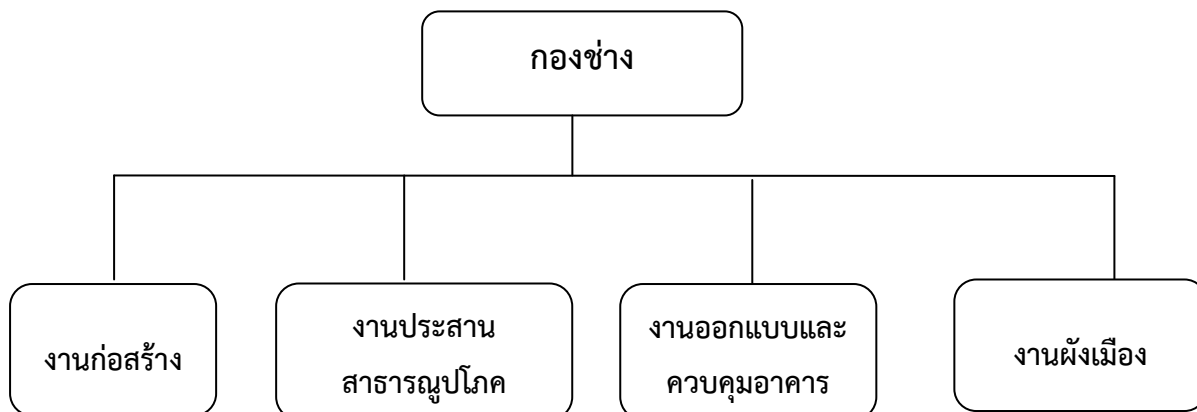 กองช่าง
งานก่อสร้าง
งานประสาน
สาธารณูปโภค
งานออกแบบและ
ควบคุมอาคาร
งานผังเมือง